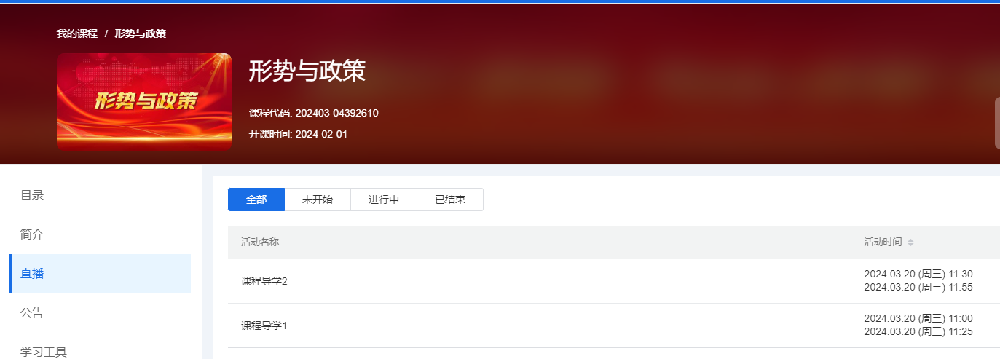 我的课程 / 形势与政策
形势与政策
形势与政策
课程代码: 202403-04392610
开课时间: 2024-02-01
目录
简介
直播
公告
学习工具
全部 未开始 进行中 已结束
活动名称 活动时间
课程导学2
2024.03.20 (周三) 11:30
2024.03.20 (周三) 11:55
课程导学1
2024.03.20 (周三) 11:00
2024.03.20 (周三) 11:25